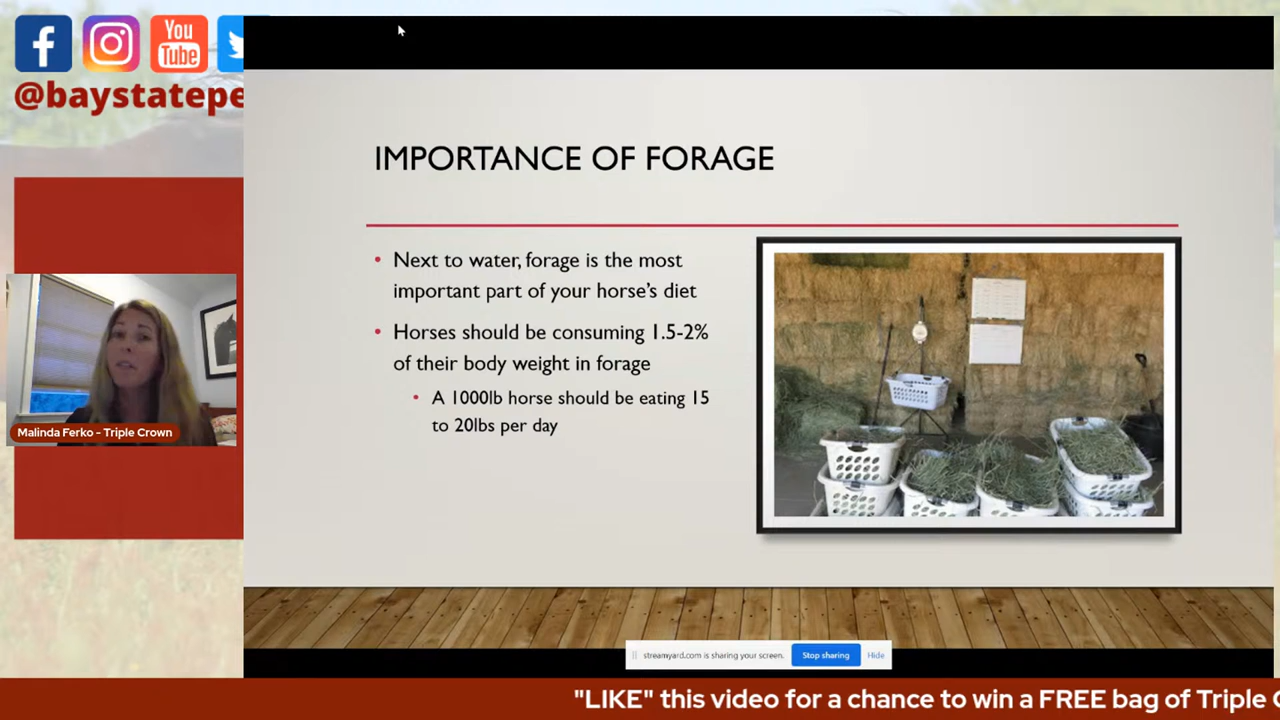 You
Tube
@baystatepe
IMPORTANCE OF FORAGE
• Next to water, forage is the most
important part of your horse's diet
• Horses should be consuming 1.5-2%
of their body weight in forage
• A 1000lb horse should be eating 15
to 20lbs per day
Malinda Ferko - Triple Crown
streamyard.com is sharing your screen.
Stop sharing
Hide
"LIKE" this video for a chance to win a FREE bag of Triple C